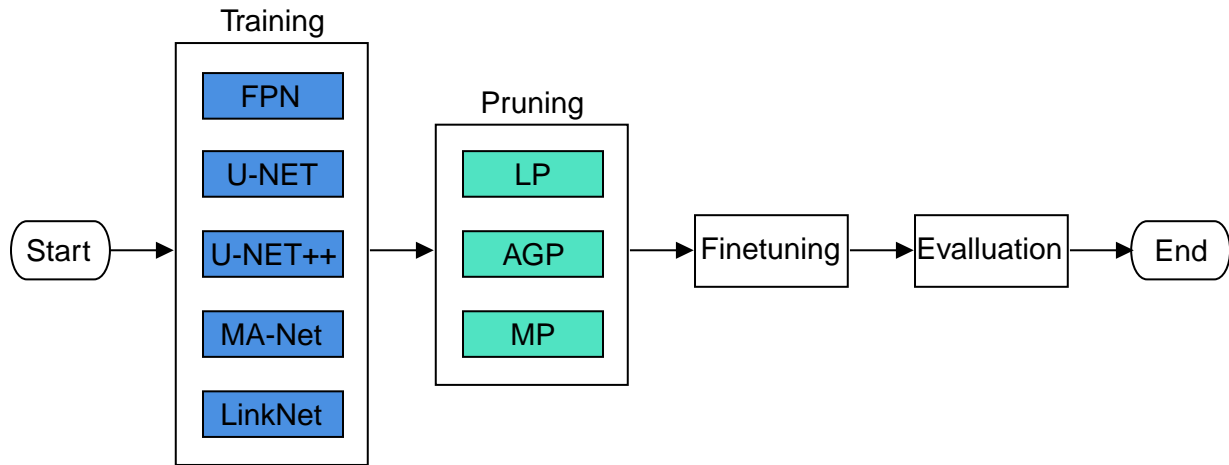 Training
FPN
U-NET
U-NET++
MA-Net
LinkNet
Pruning
LP
AGP
MP
Start
Finetuning
Evalluation
End